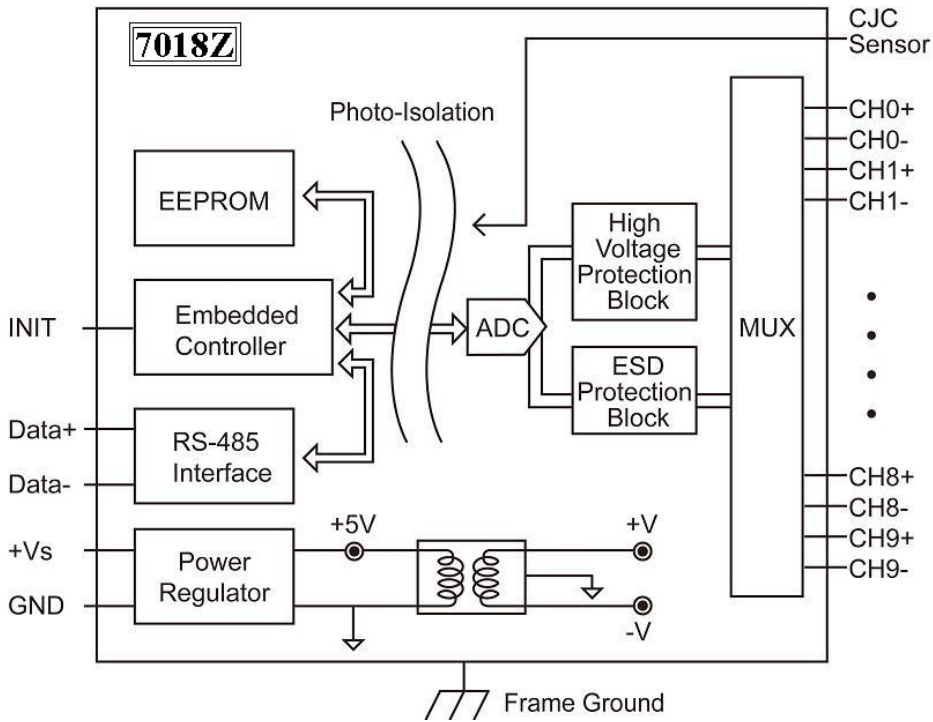 7018Z
CJC
Sensor
Photo-Isolation
CH0+
CH0-
CH1+
CH1-
EEPROM
High
Voltage
Protection
Block
INIT
Embedded
Controller
ADC
MUX
ESD
Protection
Block
Data+
RS-485
Interface
Data-
CH8+
CH8-
CH9+
CH9-
+Vs
Power
Regulator
GND
+5V
+V
-V
Frame Ground